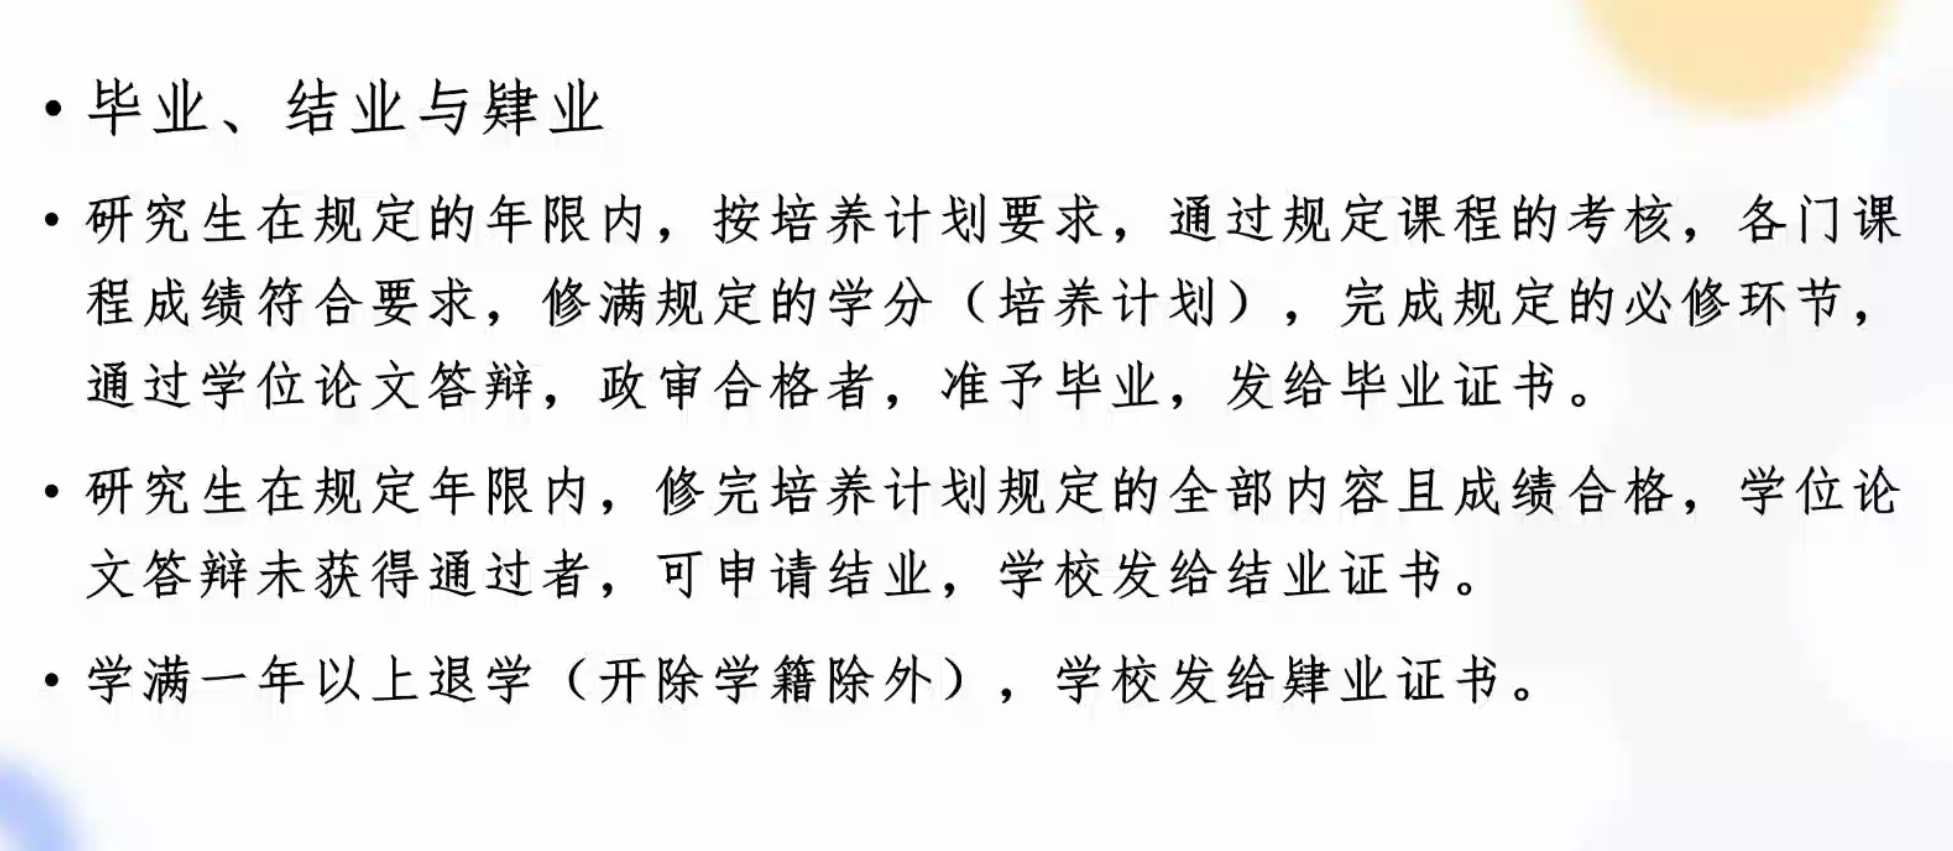 • 毕业、结业与肄业
• 研究生在规定的年限内，按培养计划要求，通过规定课程的考核，各门课
程成绩符合要求，修满规定的学分（培养计划），完成规定的必修环节，
通过学位论文答辩，政审合格者，准予毕业，发给毕业证书。
• 研究生在规定年限内，修完培养计划规定的全部内容且成绩合格，学位论
文答辩未获得通过者，可申请结业，学校发给结业证书。
• 学满一年以上退学（开除学籍除外），学校发给肄业证书。